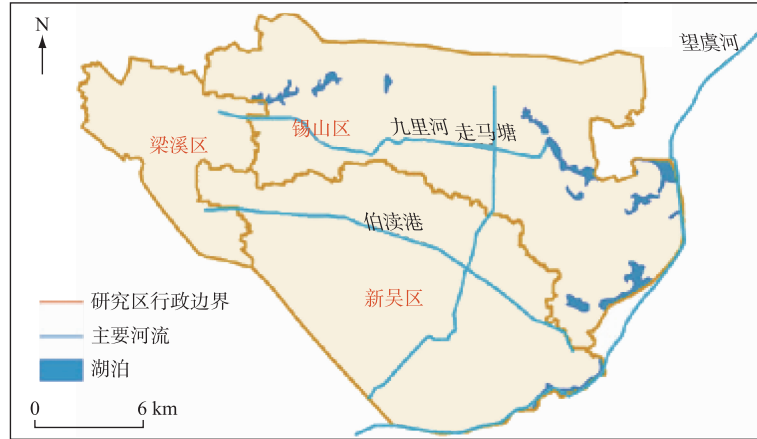 N
望虞河
九里河
走马塘
锡山区
梁溪区
伯渎港
新吴区
研究区行政边界
主要河流
湖泊
0 6 km